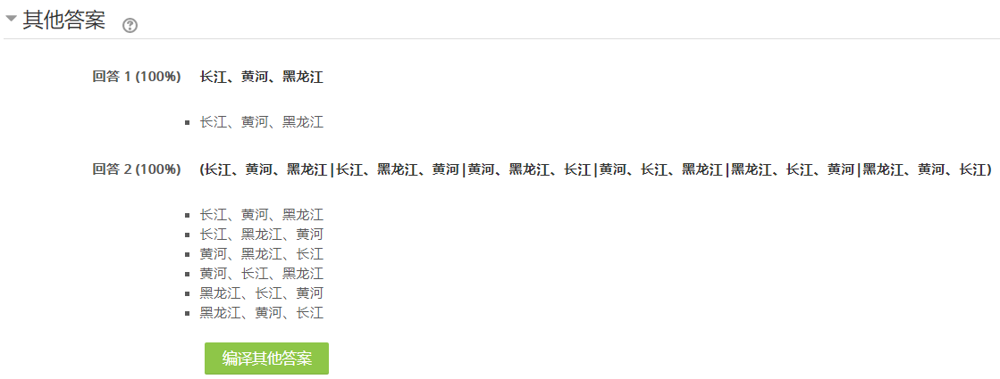 其他答案
回答 1 (100%) 长江、黄河、黑龙江
长江、黄河、黑龙江
回答 2 (100%) (长江、黄河、黑龙江|长江、黑龙江、黄河|黄河、黑龙江、长江|黄河、长江、黑龙江|黑龙江、长江、黄河|黑龙江、黄河、长江)
长江、黄河、黑龙江
长江、黑龙江、黄河
黄河、黑龙江、长江
黄河、长江、黑龙江
黑龙江、长江、黄河
黑龙江、黄河、长江
编译其他答案